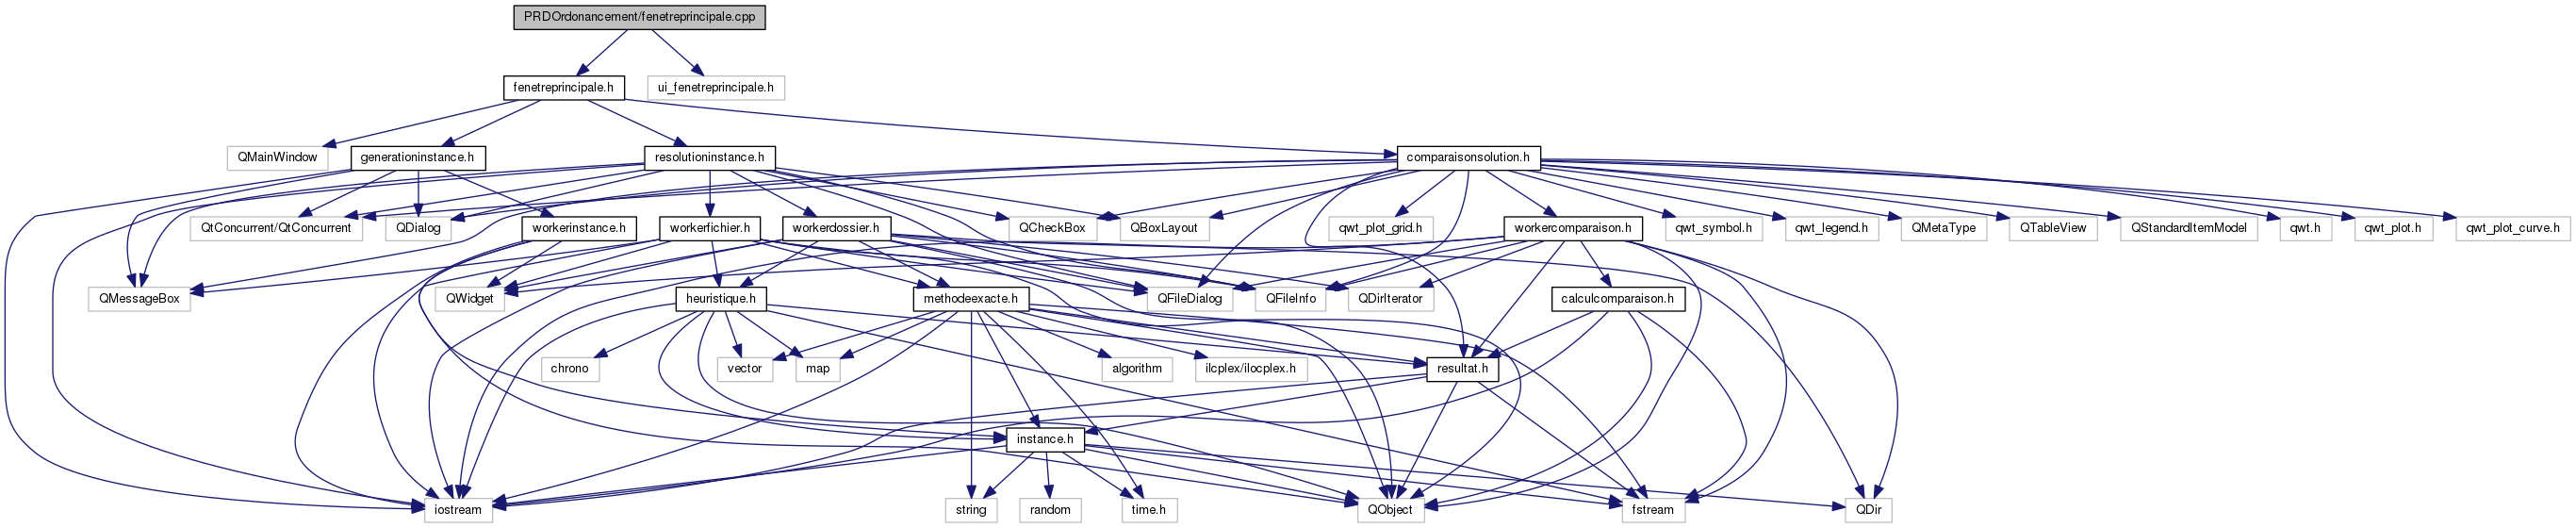 PRDOrdonancement/fenetreprincipale.cpp
fenetreprincipale.h
ui_fenetreprincipale.h
QMainWindow
generationinstance.h
resolutioninstance.h
comparaisonsolution.h
QtConcurrent/QtConcurrent
QDialog
workerinstance.h
workerfichier.h
workerdossier.h
QCheckBox
QBoxLayout
qwt_plot_grid.h
workercomparaison.h
qwt_symbol.h
qwt_legend.h
QMetaType
QTableView
QStandardItemModel
qwt.h
qwt_plot.h
qwt_plot_curve.h
QMessageBox
QWidget
heuristique.h
methodeexacte.h
QFileDialog
QFileInfo
QDirIterator
calculcomparaison.h
chrono
vector
map
algorithm
ilcplex/ilocplex.h
resultat.h
instance.h
iostream
string
random
time.h
QObject
fstream
QDir